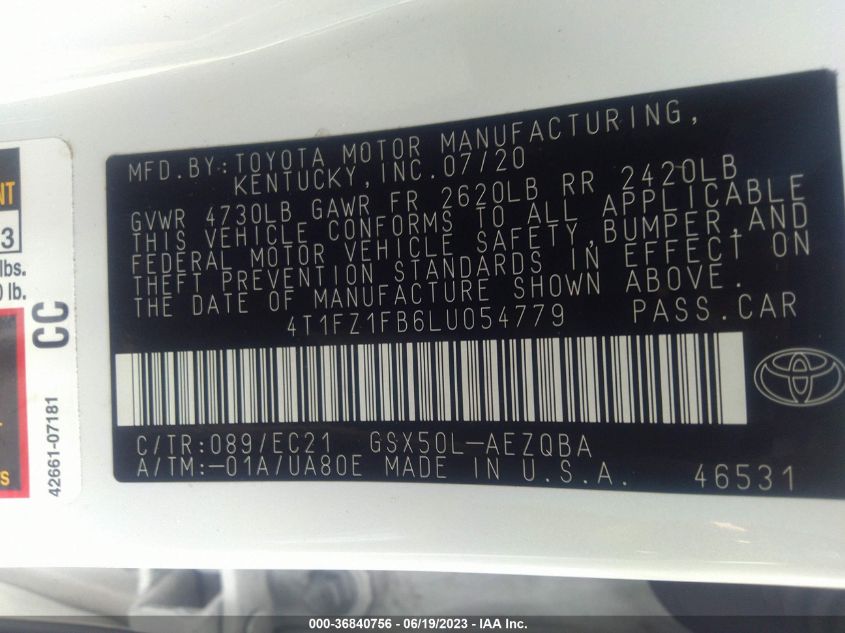 MFD.BY:TOYOTA MOTOR MANUFACTURING,
KENTUCKY,INC.07/20
GVWR 4730LB GAWR FR 2620LB RR 2420LB
THIS VEHICLE CONFORMS TO ALL APPLICABLE
FEDERAL MOTOR VEHICLE SAFETY,BUMPER,AND
THEFT PREVENTION STANDARDS IN EFFECT ON
THE DATE OF MANUFACTURE SHOWN ABOVE.
4T1FZ1FB6LU054779 PASS.CAR
C/TR:089/EC21 GSX50L-AEZQBA
A/TM:-01A/UA80E MADE IN U.S.A. 46531
3
lbs.
lb.
CC
42661-07181
000-36840756 - 06/19/2023 - IAA Inc.